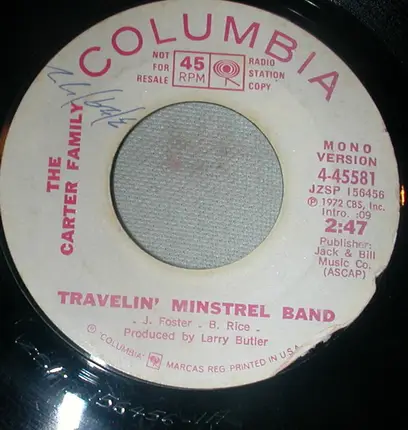 COLUMBIA
NOT
FOR
RESALE
45
RPM
RADIO
STATION
COPY
THE
CARTER FAMILY
MONO
VERSION
4-45581
JZSP 156456
℗ 1972 CBS, Inc.
Intro. :09
2:47
Publisher:
Jack & Bill
Music Co.
(ASCAP)
TRAVELIN' MINSTREL BAND
- J. Foster - B. Rice -
Produced by Larry Butler
® "COLUMBIA" MARCAS REG. PRINTED IN U.S.A.